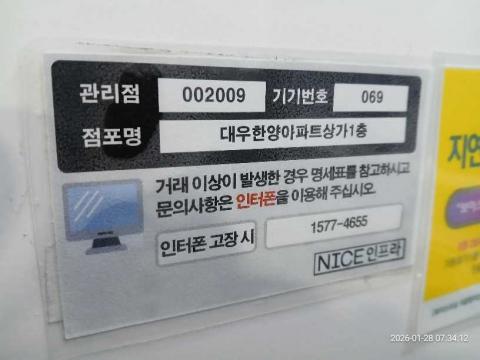 관리점 002009 기기번호 069
점포명 대우한양아파트상가1층
거래 이상이 발생한 경우 명세표를 참고하시고
문의사항은 인터폰을 이용해 주십시오.
인터폰 고장 시 1577-4655
NICE인프라
지연
2026-01-28 07:34:12